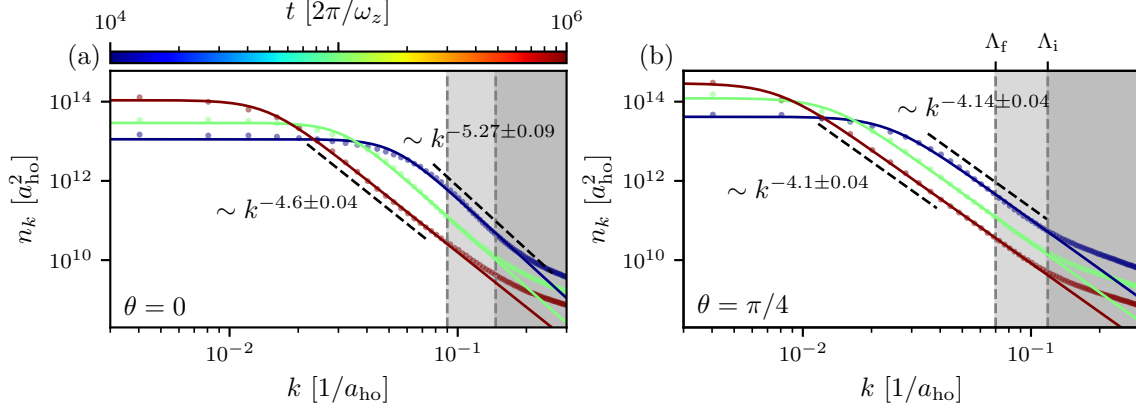 t [2π/ω_z]
10^4
10^6
(a)
(b)
Λ_f
Λ_i
n_k [a_ho^2]
10^14
10^12
10^10
∼ k^−5.27±0.09
∼ k^−4.6±0.04
θ = 0
10^−2
10^−1
k [1/a_ho]
n_k [a_ho^2]
10^14
10^12
10^10
∼ k^−4.14±0.04
∼ k^−4.1±0.04
θ = π/4
10^−2
10^−1
k [1/a_ho]